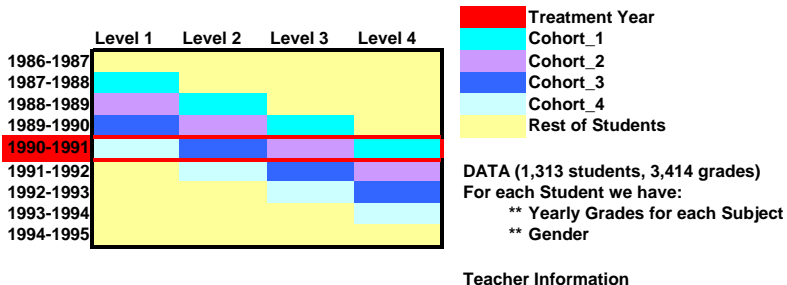 Level 1 Level 2 Level 3 Level 4
1986-1987
1987-1988
1988-1989
1989-1990
1990-1991
1991-1992
1992-1993
1993-1994
1994-1995
Treatment Year
Cohort_1
Cohort_2
Cohort_3
Cohort_4
Rest of Students
DATA (1,313 students, 3,414 grades)
For each Student we have:
** Yearly Grades for each Subject
** Gender
Teacher Information